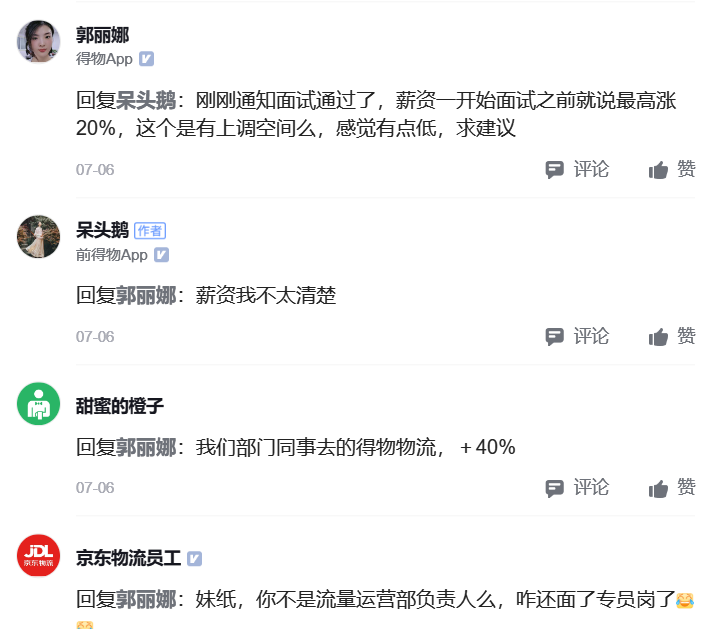 郭丽娜
得物App
回复呆头鹅：刚刚通知面试通过了，薪资一开始面试之前就说最高涨
20%，这个是有上调空间么，感觉有点低，求建议
07-06
评论
赞
呆头鹅 作者
前得物App
回复郭丽娜：薪资我不太清楚
07-06
评论
赞
甜蜜的橙子
回复郭丽娜：我们部门同事去的得物物流，＋40%
07-06
评论
赞
JDL
京东物流
京东物流员工
回复郭丽娜：妹纸，你不是流量运营部负责人么，咋还面了专员岗了😂
😂